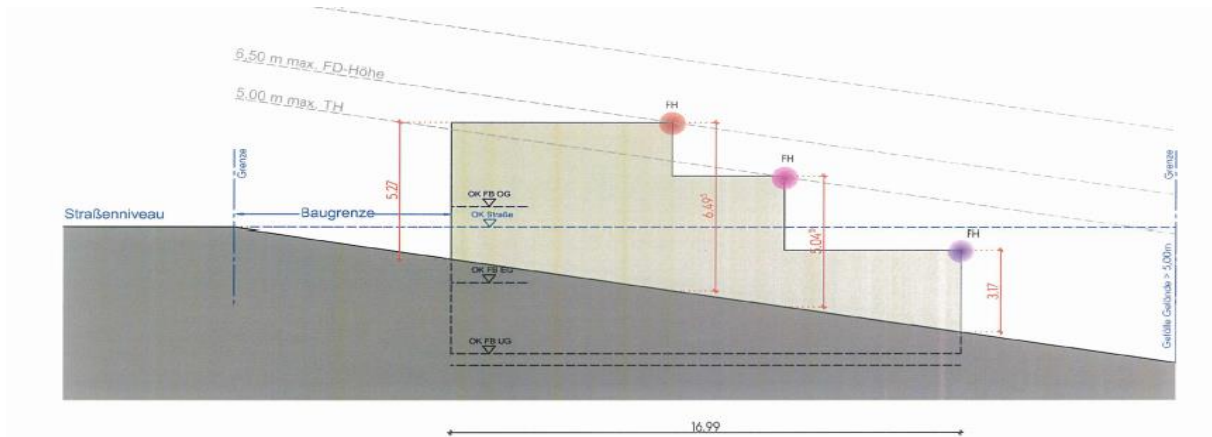 6,50 m max. FD-Höhe
5,00 m max. TH
FH
FH
FH
Grenze
Grenze
5.27
6.49⁵
5.04⁵
3.17
OK FB OG
OK Straße
Straßenniveau
Baugrenze
OK FB EG
OK FB UG
Gefälle Gelände > 5,00m
16.99